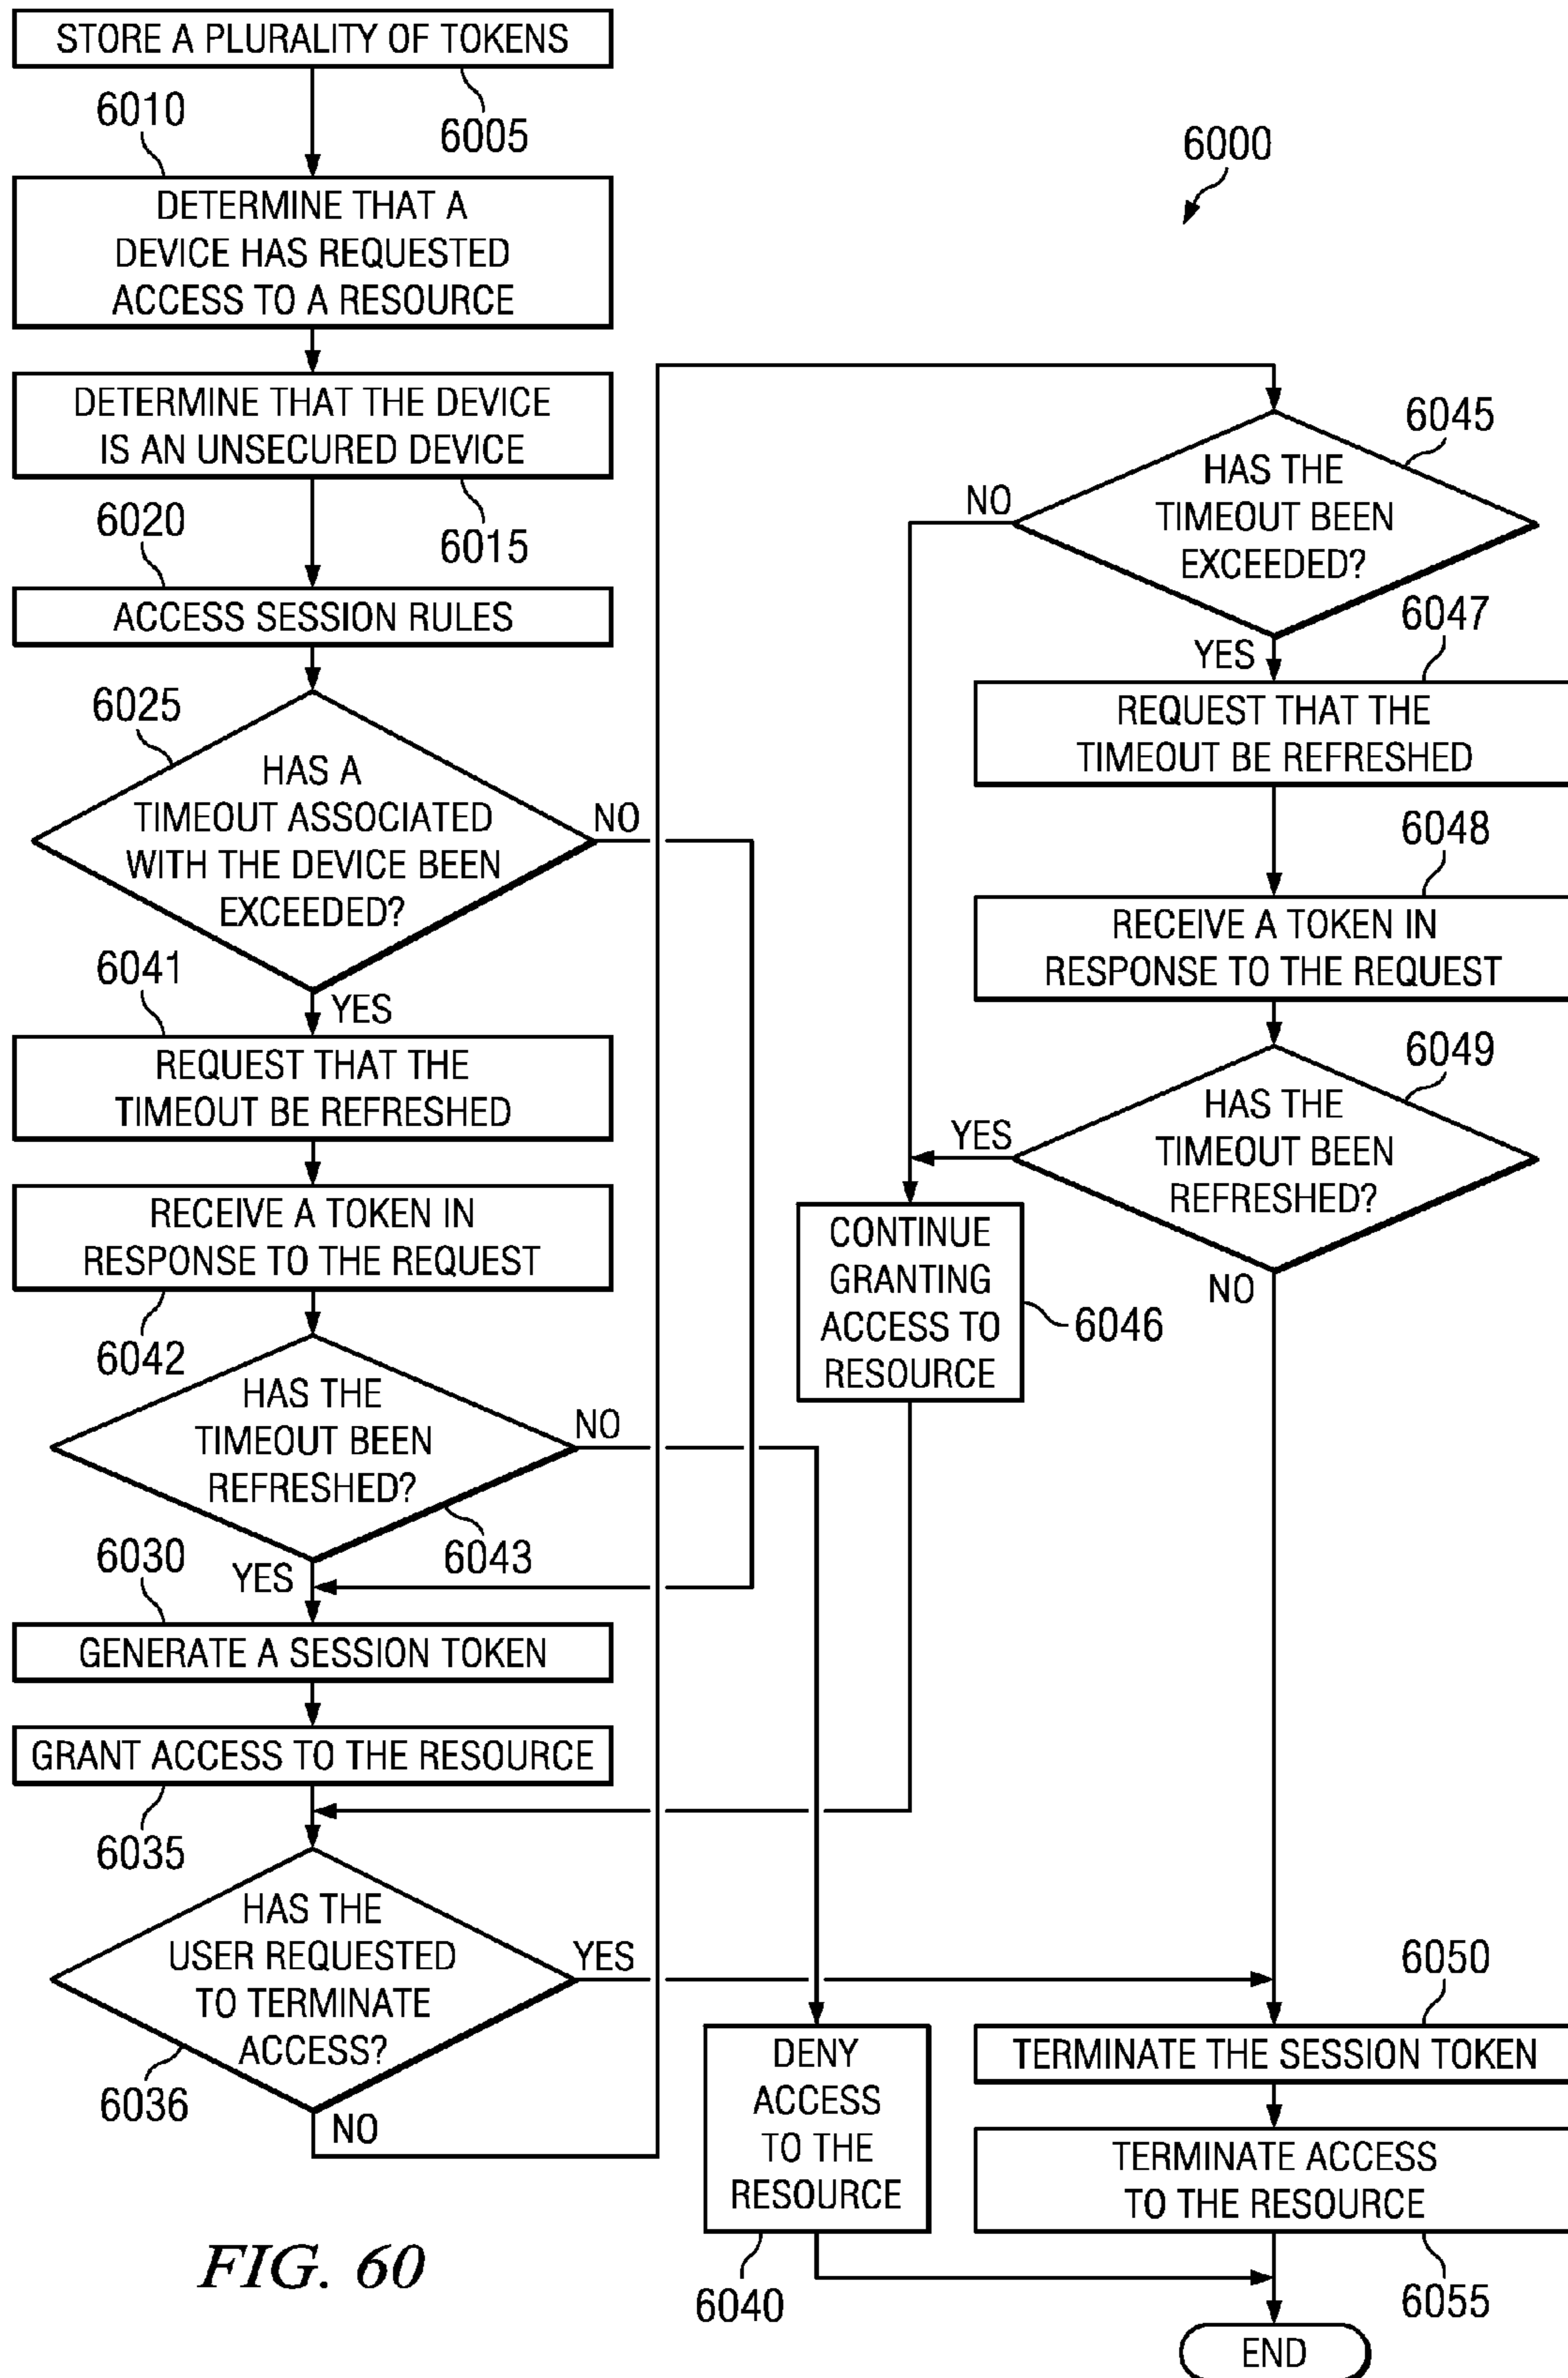 STORE A PLURALITY OF TOKENS
6005
6010
DETERMINE THAT A
DEVICE HAS REQUESTED
ACCESS TO A RESOURCE
DETERMINE THAT THE DEVICE
IS AN UNSECURED DEVICE
6015
6020
ACCESS SESSION RULES
6025
HAS A
TIMEOUT ASSOCIATED
WITH THE DEVICE BEEN
EXCEEDED?
NO
YES
6041
REQUEST THAT THE
TIMEOUT BE REFRESHED
RECEIVE A TOKEN IN
RESPONSE TO THE REQUEST
6042
HAS THE
TIMEOUT BEEN
REFRESHED?
NO
6043
YES
6030
GENERATE A SESSION TOKEN
GRANT ACCESS TO THE RESOURCE
6035
HAS THE
USER REQUESTED
TO TERMINATE
ACCESS?
YES
6036
NO
6000
6045
HAS THE
TIMEOUT BEEN
EXCEEDED?
NO
YES
6047
REQUEST THAT THE
TIMEOUT BE REFRESHED
6048
RECEIVE A TOKEN IN
RESPONSE TO THE REQUEST
6049
HAS THE
TIMEOUT BEEN
REFRESHED?
YES
NO
CONTINUE
GRANTING
ACCESS TO
RESOURCE
6046
DENY
ACCESS
TO THE
RESOURCE
6040
6050
TERMINATE THE SESSION TOKEN
TERMINATE ACCESS
TO THE RESOURCE
6055
END
FIG. 60